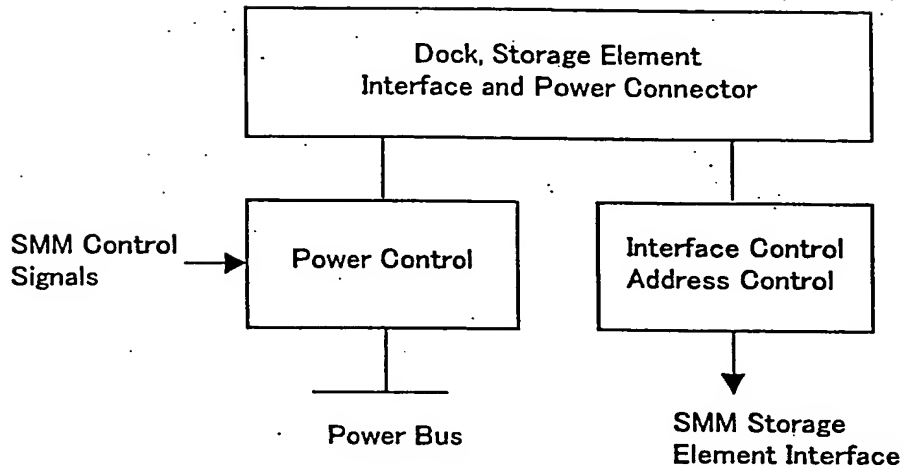 Dock, Storage Element
Interface and Power Connector
SMM Control
Signals
Power Control
Interface Control
Address Control
Power Bus
SMM Storage
Element Interface